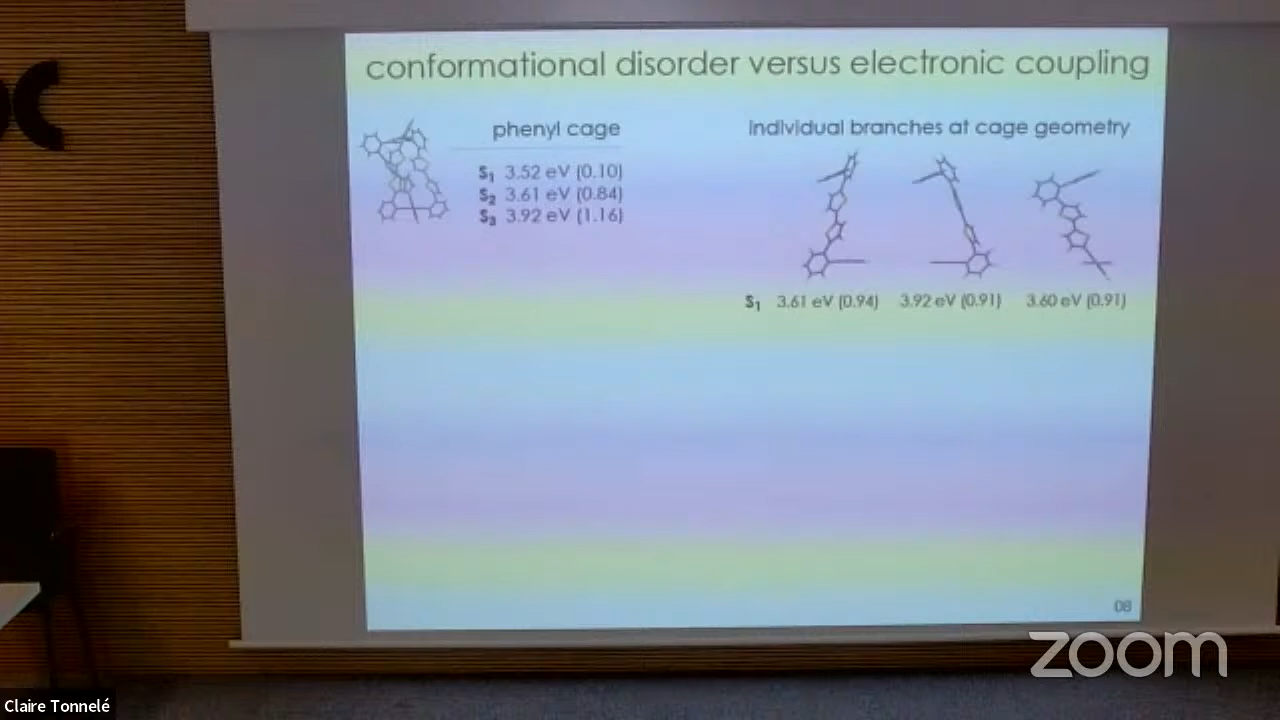 conformational disorder versus electronic coupling
phenyl cage
S1 3.52 eV (0.10)
S2 3.61 eV (0.84)
S3 3.92 eV (1.16)
individual branches at cage geometry
S1 3.61 eV (0.94) 3.92 eV (0.91) 3.60 eV (0.91)
08
zoom
Claire Tonnelé